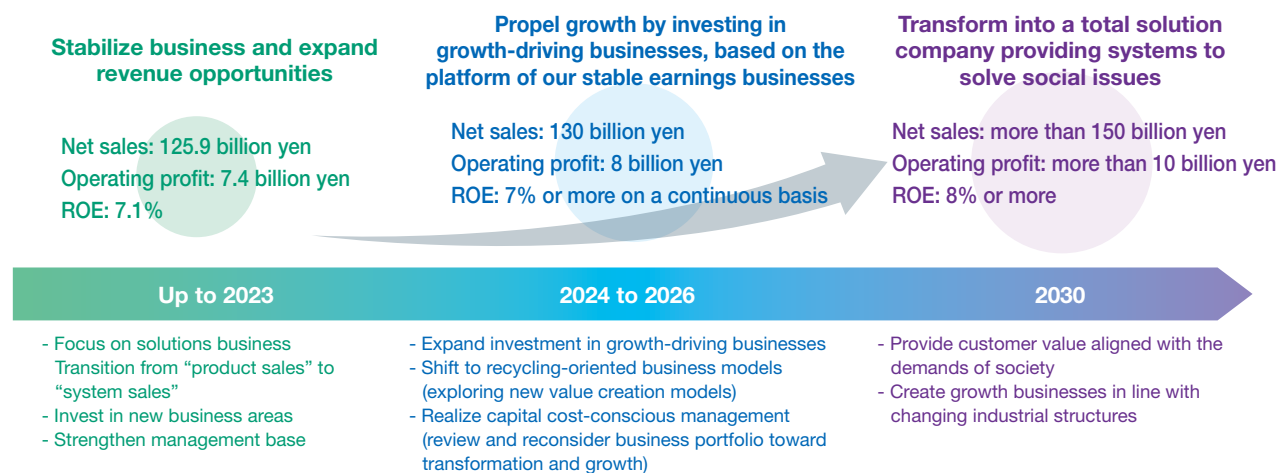 Stabilize business and expand
revenue opportunities
Net sales: 125.9 billion yen
Operating profit: 7.4 billion yen
ROE: 7.1%
Propel growth by investing in
growth-driving businesses, based on the
platform of our stable earnings businesses
Net sales: 130 billion yen
Operating profit: 8 billion yen
ROE: 7% or more on a continuous basis
Transform into a total solution
company providing systems to
solve social issues
Net sales: more than 150 billion yen
Operating profit: more than 10 billion yen
ROE: 8% or more
Up to 2023
2024 to 2026
2030
- Focus on solutions business
Transition from “product sales” to
“system sales”
- Invest in new business areas
- Strengthen management base
- Expand investment in growth-driving businesses
- Shift to recycling-oriented business models
(exploring new value creation models)
- Realize capital cost-conscious management
(review and reconsider business portfolio toward
transformation and growth)
- Provide customer value aligned with the
demands of society
- Create growth businesses in line with
changing industrial structures